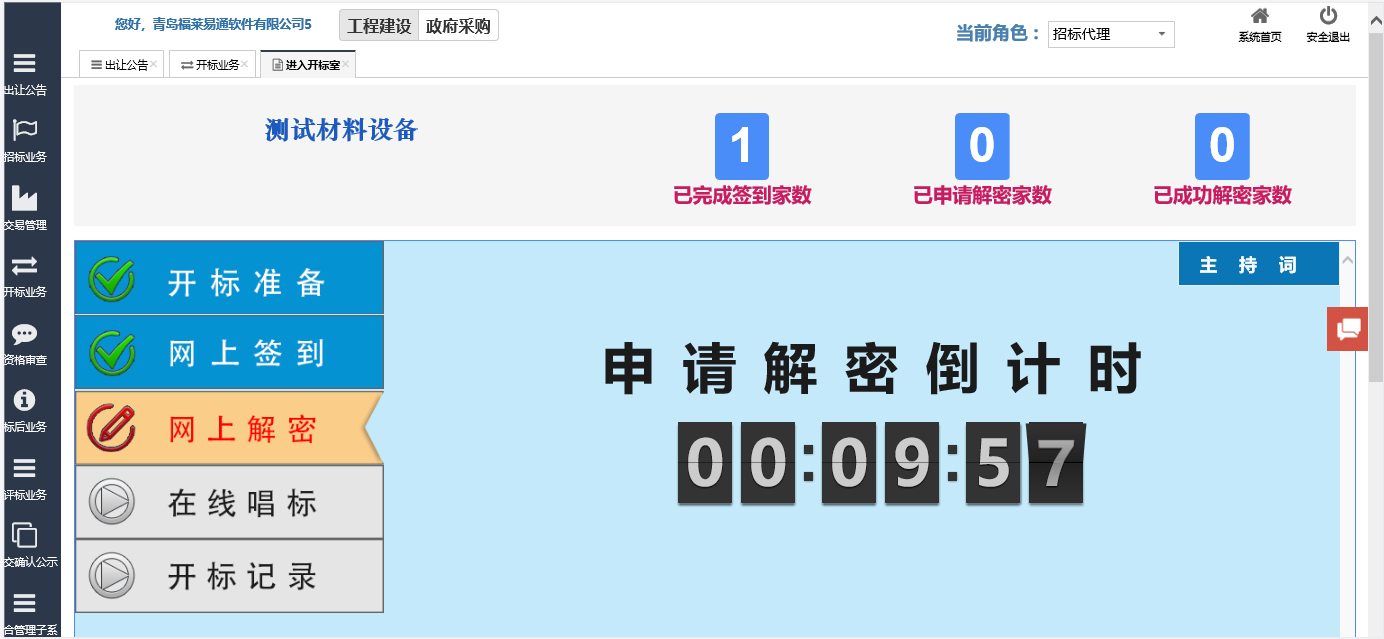 您好，青岛福莱易通软件有限公司5
工程建设 政府采购
当前角色： 招标代理
系统首页
安全退出
出让公告×
开标业务×
进入开标室×
出让公告
招标业务
交易管理
开标业务
资格审查
标后业务
评标业务
交确认公示
合管理子系
测试材料设备
1
已完成签到家数
0
已申请解密家数
0
已成功解密家数
开标准备
网上签到
网上解密
在线唱标
开标记录
主持词
申请解密倒计时
00:09:57